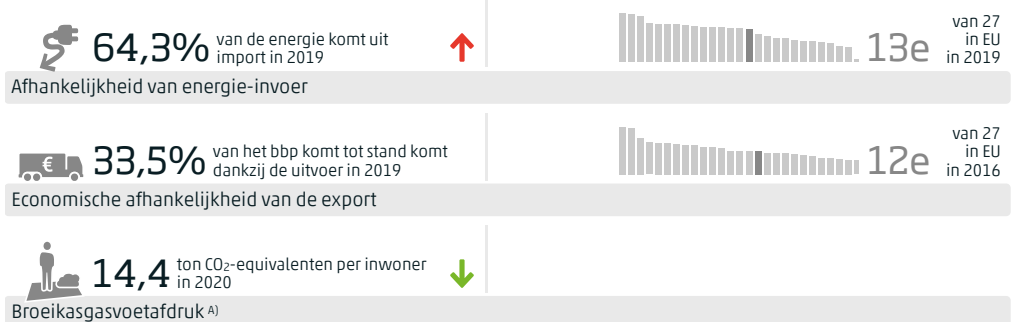 64,3% van de energie komt uit
import in 2019
13e
van 27
in EU
in 2019
Afhankelijkheid van energie-invoer
€
33,5% van het bbp komt tot stand komt
dankzij de uitvoer in 2019
12e
van 27
in EU
in 2016
Economische afhankelijkheid van de export
14,4 ton CO₂-equivalenten per inwoner
in 2020
Broeikasgasvoetafdruk A)